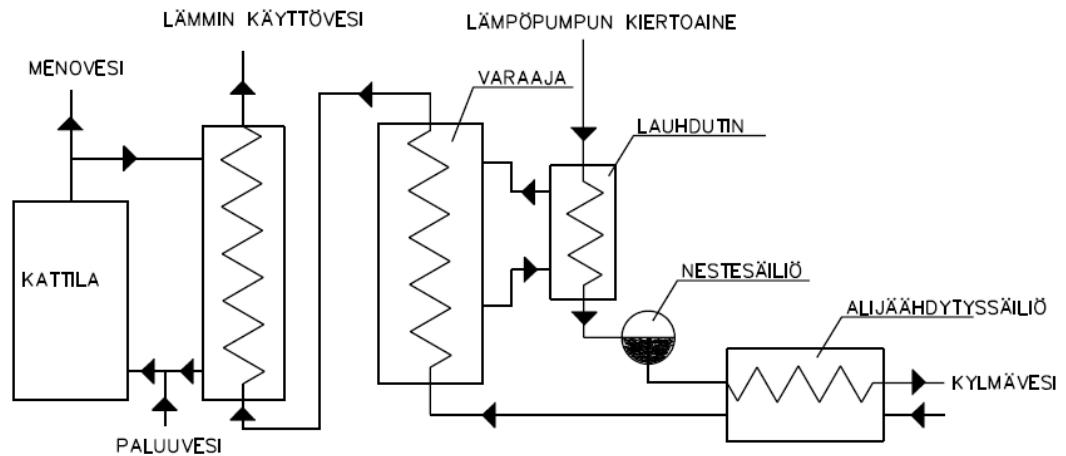 LÄMMIN KÄYTTÖVESI
LÄMPÖPUMPUN KIERTOAINE
MENOVESI
VARAAJA
LAUHDUTIN
KATTILA
NESTESÄILIÖ
ALIJÄÄHDYTYSSÄILIÖ
KYLMÄVESI
PALUUVESI